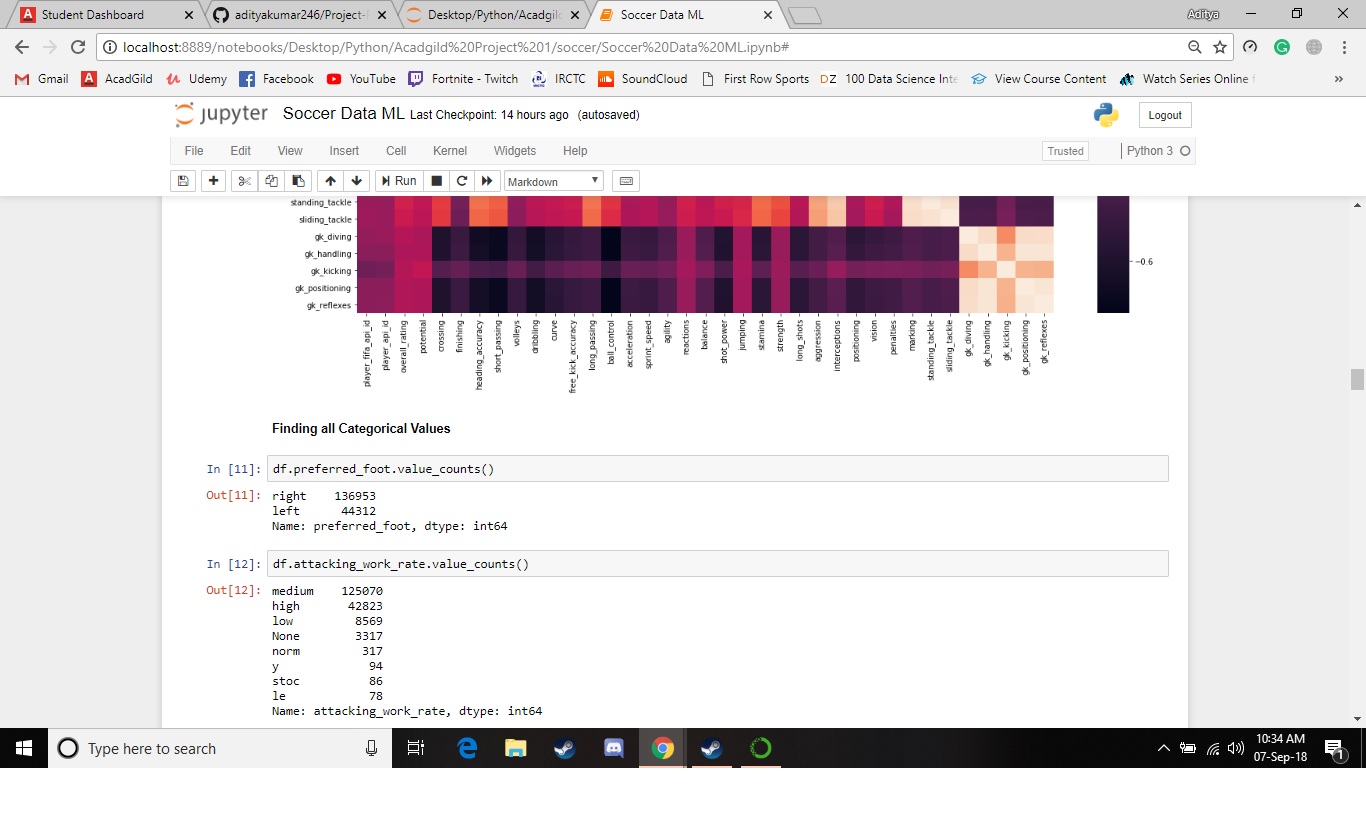 Student Dashboard
adityakumar246/Project-
Desktop/Python/Acadgil
Soccer Data ML
Aditya
localhost:8889/notebooks/Desktop/Python/Acadgild%20Project%201/soccer/Soccer%20Data%20ML.ipynb#
Gmail AcadGild Udemy Facebook YouTube Fortnite - Twitch IRCTC SoundCloud First Row Sports DZ 100 Data Science Inte View Course Content Watch Series Online »
jupyter Soccer Data ML Last Checkpoint: 14 hours ago (autosaved) Logout
File Edit View Insert Cell Kernel Widgets Help Trusted Python 3
Run Markdown
standing_tackle
sliding_tackle
gk_diving
gk_handling
gk_kicking
gk_positioning
gk_reflexes
-0.6
player_fifa_api_id
player_api_id
overall_rating
potential
crossing
finishing
heading_accuracy
short_passing
volleys
dribbling
curve
free_kick_accuracy
long_passing
ball_control
acceleration
sprint_speed
agility
reactions
balance
shot_power
jumping
stamina
strength
long_shots
aggression
interceptions
positioning
vision
penalties
marking
standing_tackle
sliding_tackle
gk_diving
gk_handling
gk_kicking
gk_positioning
gk_reflexes
Finding all Categorical Values
In [11]: df.preferred_foot.value_counts()
Out[11]: right 136953
left 44312
Name: preferred_foot, dtype: int64
In [12]: df.attacking_work_rate.value_counts()
Out[12]: medium 125070
high 42823
low 8569
None 3317
norm 317
y 94
stoc 86
le 78
Name: attacking_work_rate, dtype: int64
Type here to search
10:34 AM
07-Sep-18
1